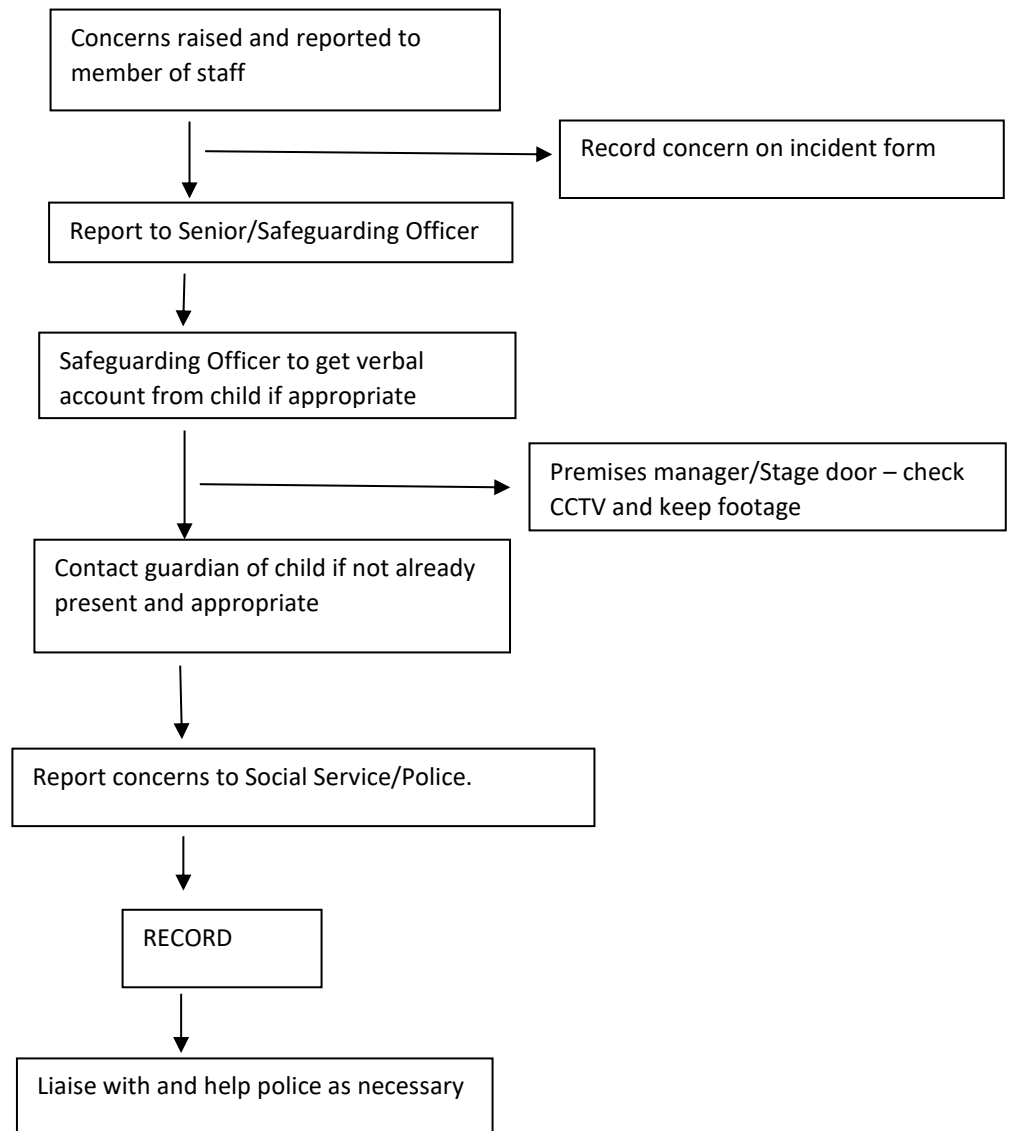 Concerns raised and reported to
member of staff
Record concern on incident form
Report to Senior/Safeguarding Officer
Safeguarding Officer to get verbal
account from child if appropriate
Premises manager/Stage door – check
CCTV and keep footage
Contact guardian of child if not already
present and appropriate
Report concerns to Social Service/Police.
RECORD
Liaise with and help police as necessary